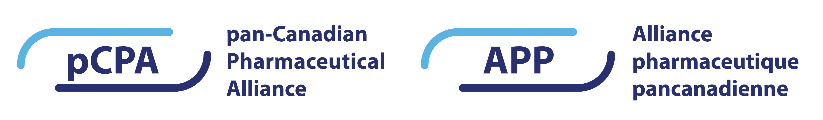 pCPA
pan-Canadian
Pharmaceutical
Alliance
APP
Alliance
pharmaceutique
pancanadienne